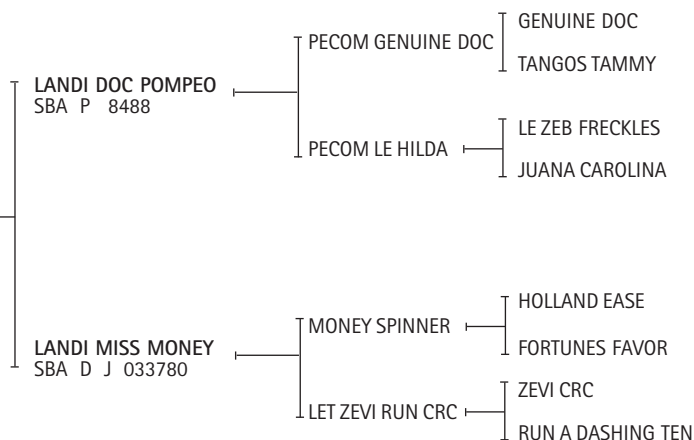 GENUINE DOC
PECOM GENUINE DOC
TANGOS TAMMY
LANDI DOC POMPEO
SBA P 8488
LE ZEB FRECKLES
PECOM LE HILDA
JUANA CAROLINA
HOLLAND EASE
MONEY SPINNER
FORTUNES FAVOR
LANDI MISS MONEY
SBA D J 033780
ZEVI CRC
LET ZEVI RUN CRC
RUN A DASHING TEN